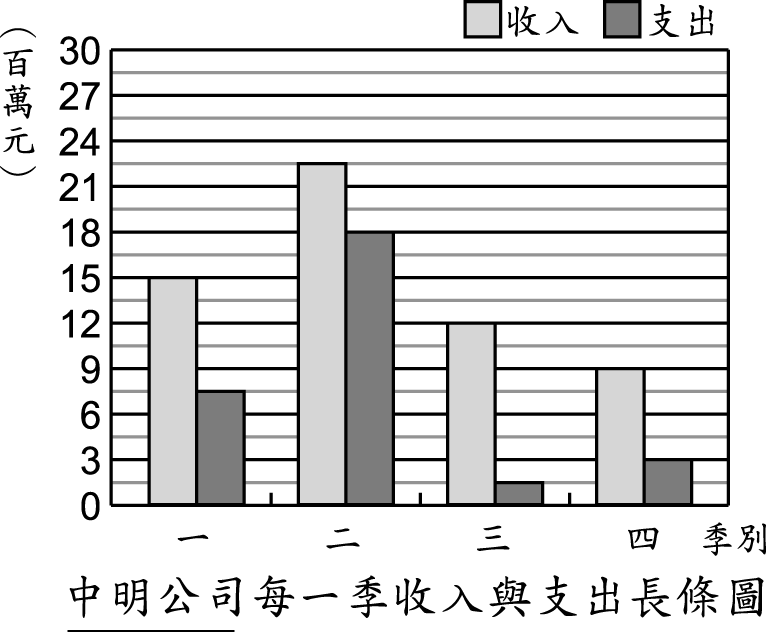 收入 支出
（百萬元）
30
27
24
21
18
15
12
9
6
3
0
一 二 三 四 季別
中明公司每一季收入與支出長條圖